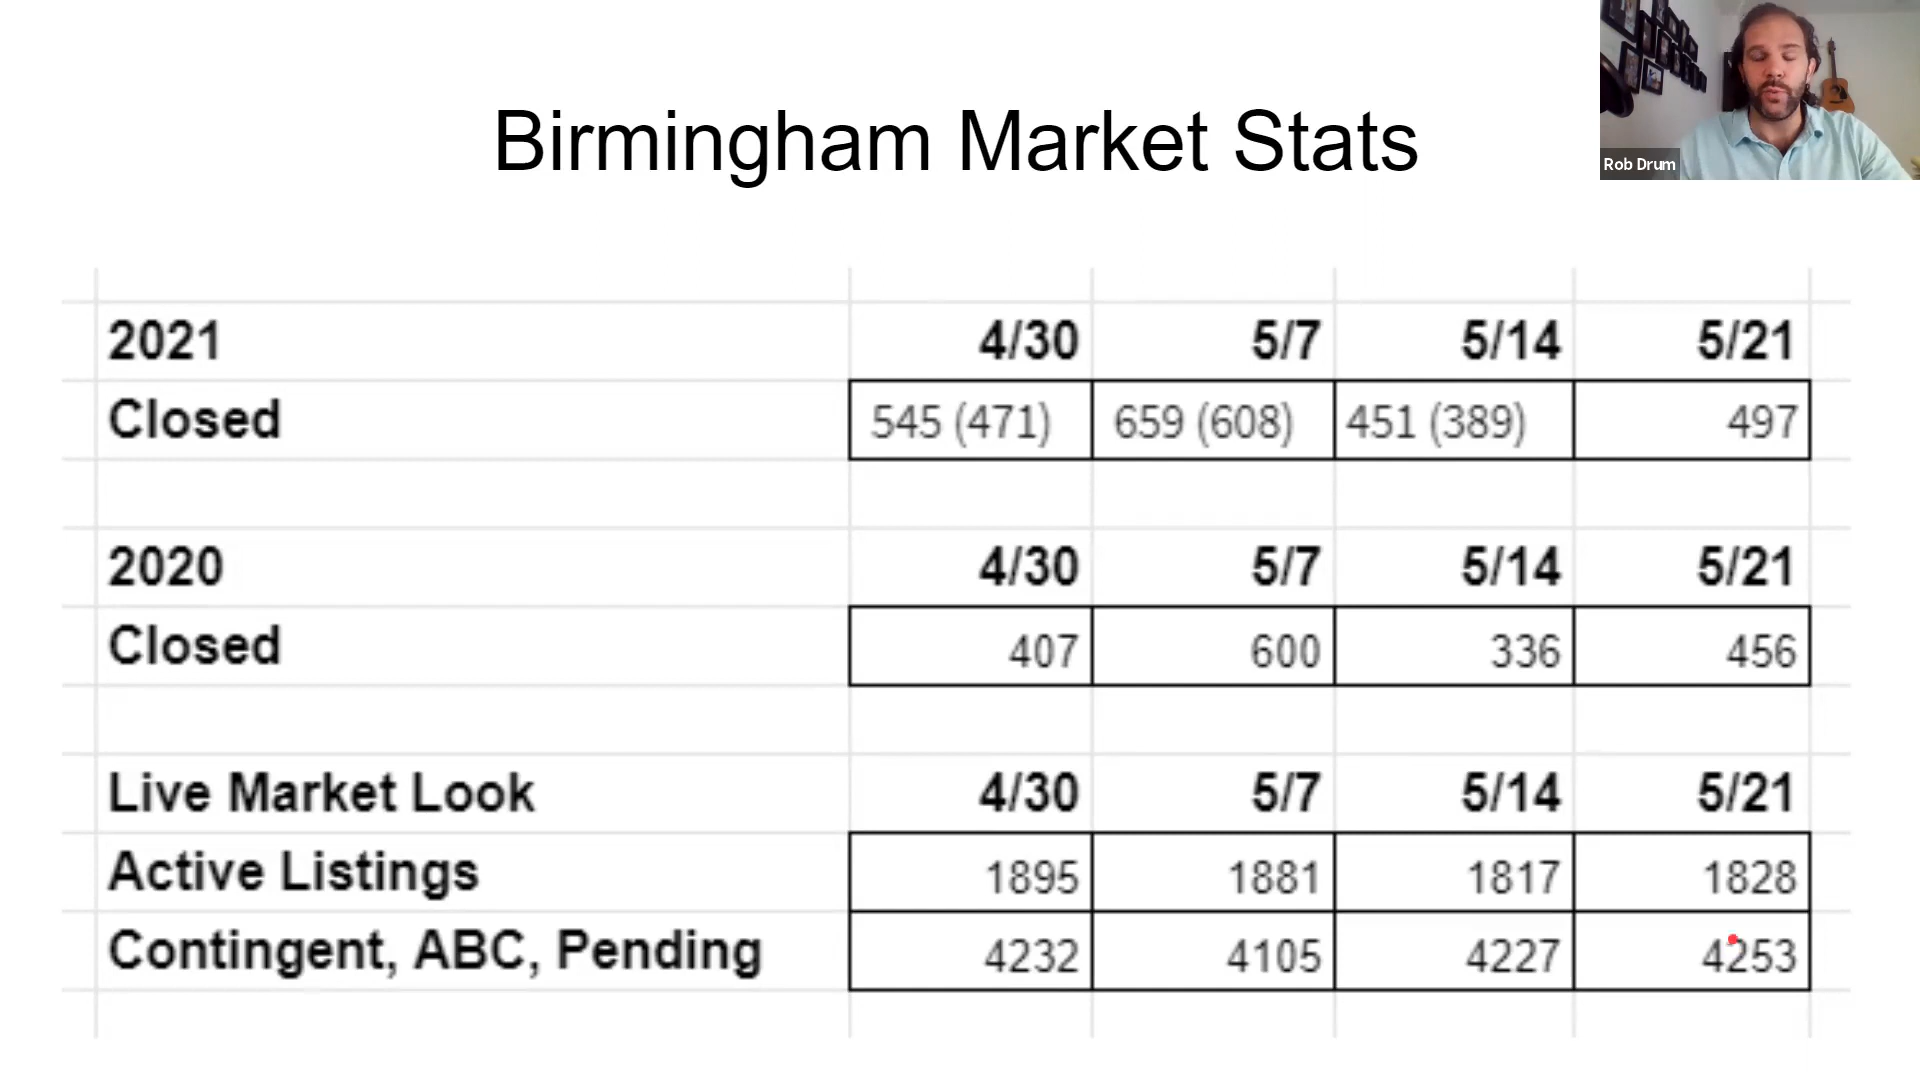 Birmingham Market Stats
Rob Drum
2021 4/30 5/7 5/14 5/21
Closed 545 (471) 659 (608) 451 (389) 497
2020 4/30 5/7 5/14 5/21
Closed 407 600 336 456
Live Market Look 4/30 5/7 5/14 5/21
Active Listings 1895 1881 1817 1828
Contingent, ABC, Pending 4232 4105 4227 4253